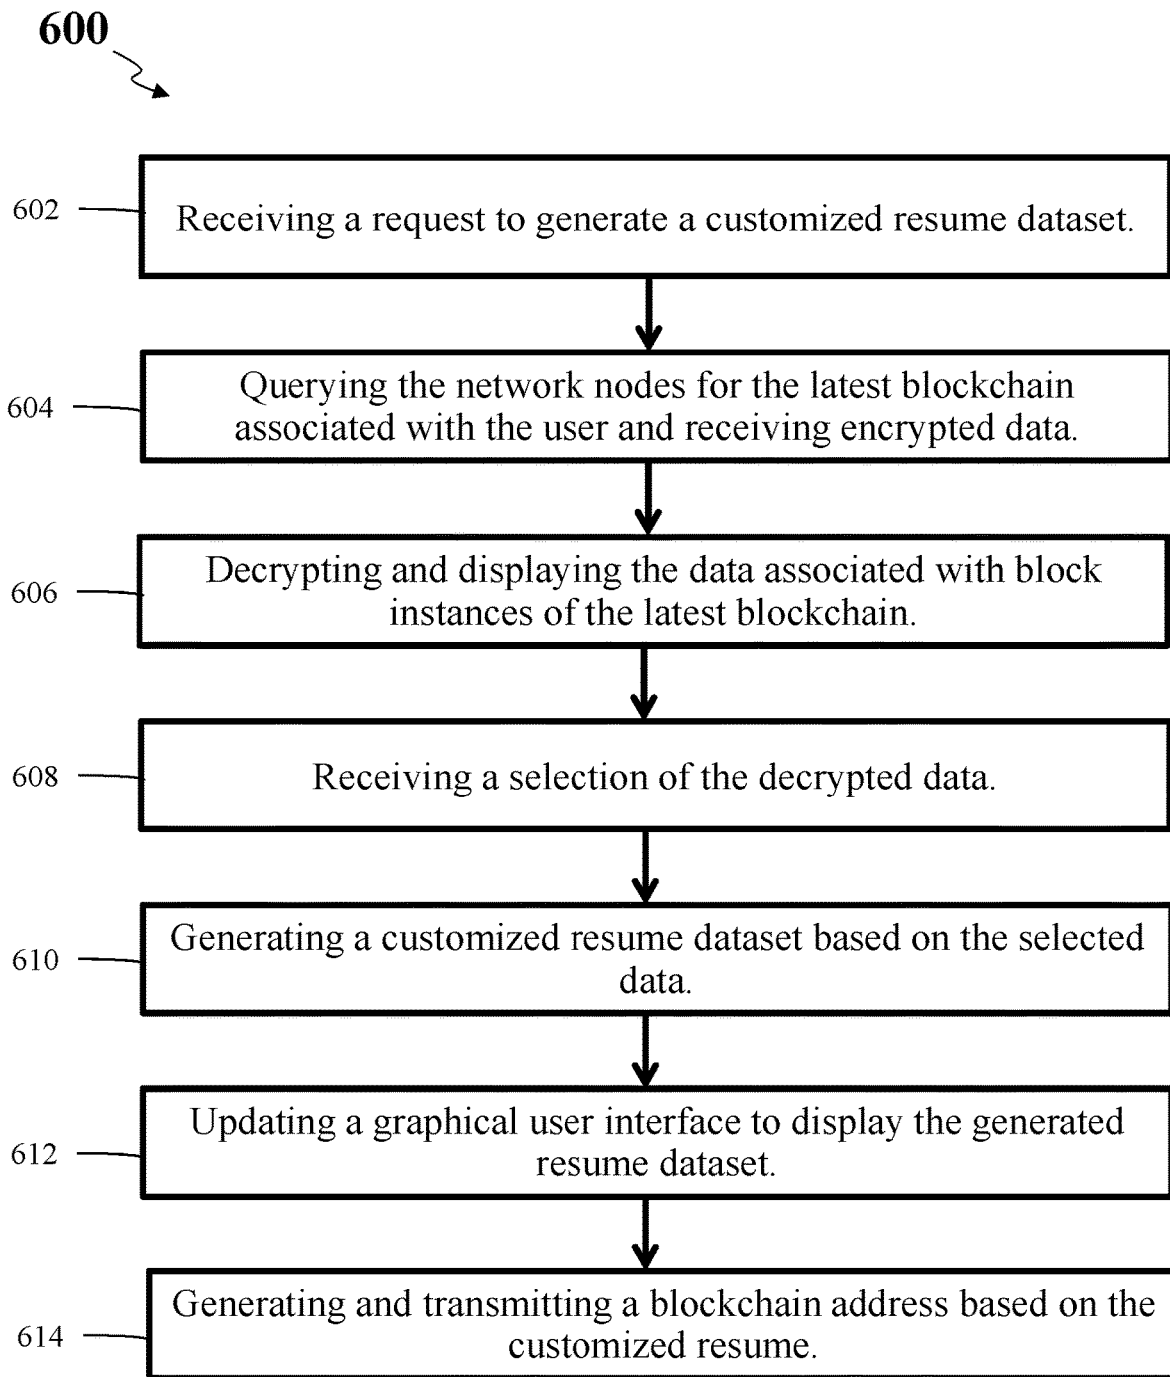 600
602
Receiving a request to generate a customized resume dataset.
604
Querying the network nodes for the latest blockchain
associated with the user and receiving encrypted data.
606
Decrypting and displaying the data associated with block
instances of the latest blockchain.
608
Receiving a selection of the decrypted data.
610
Generating a customized resume dataset based on the selected
data.
612
Updating a graphical user interface to display the generated
resume dataset.
614
Generating and transmitting a blockchain address based on the
customized resume.